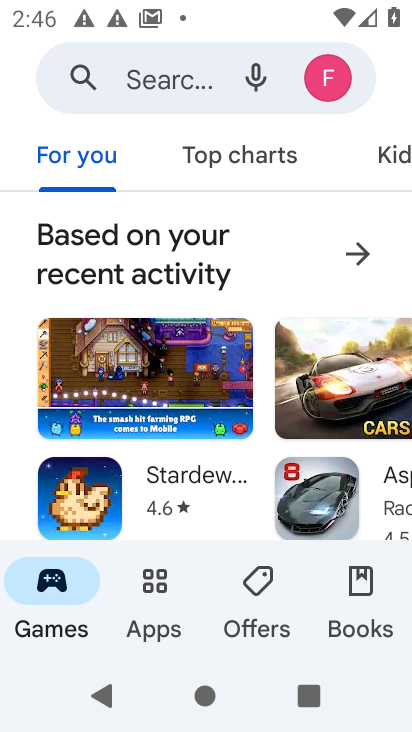 2:46
Searc...
F
For you
Top charts
Kid
Based on your
recent activity
The smash hit farming RPG
comes to Mobile
CARS
Stardew...
4.6★
8
Asp
Rac
4.5
Games
Apps
Offers
Books